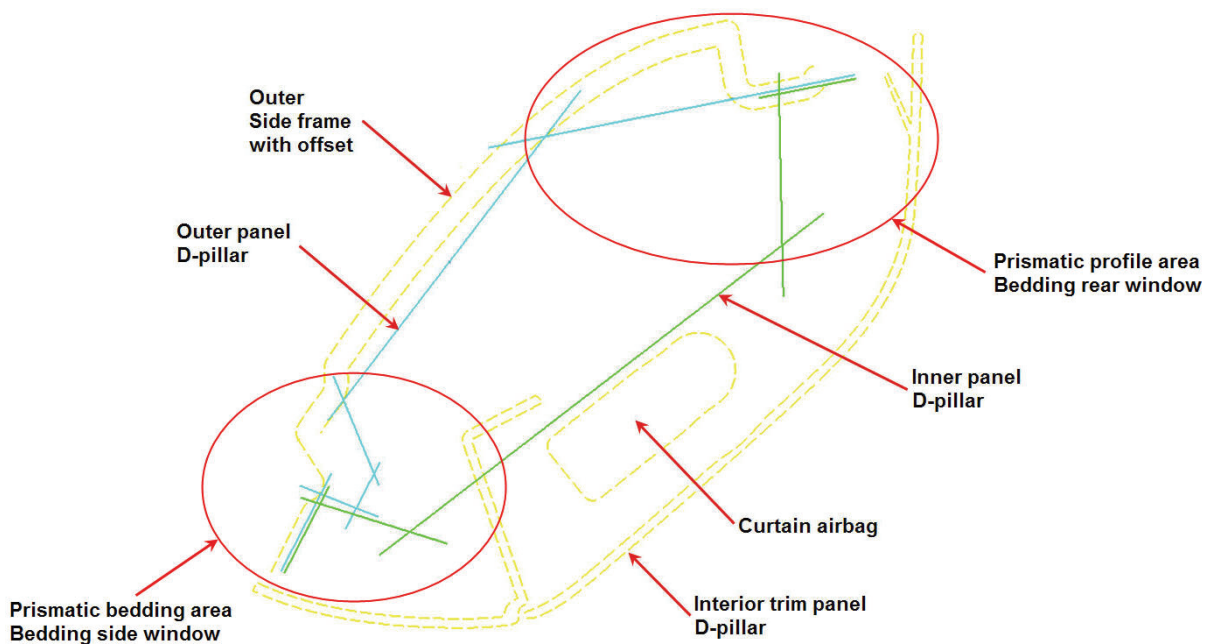 Outer
Side frame
with offset
Outer panel
D-pillar
Prismatic profile area
Bedding rear window
Inner panel
D-pillar
Curtain airbag
Interior trim panel
D-pillar
Prismatic bedding area
Bedding side window